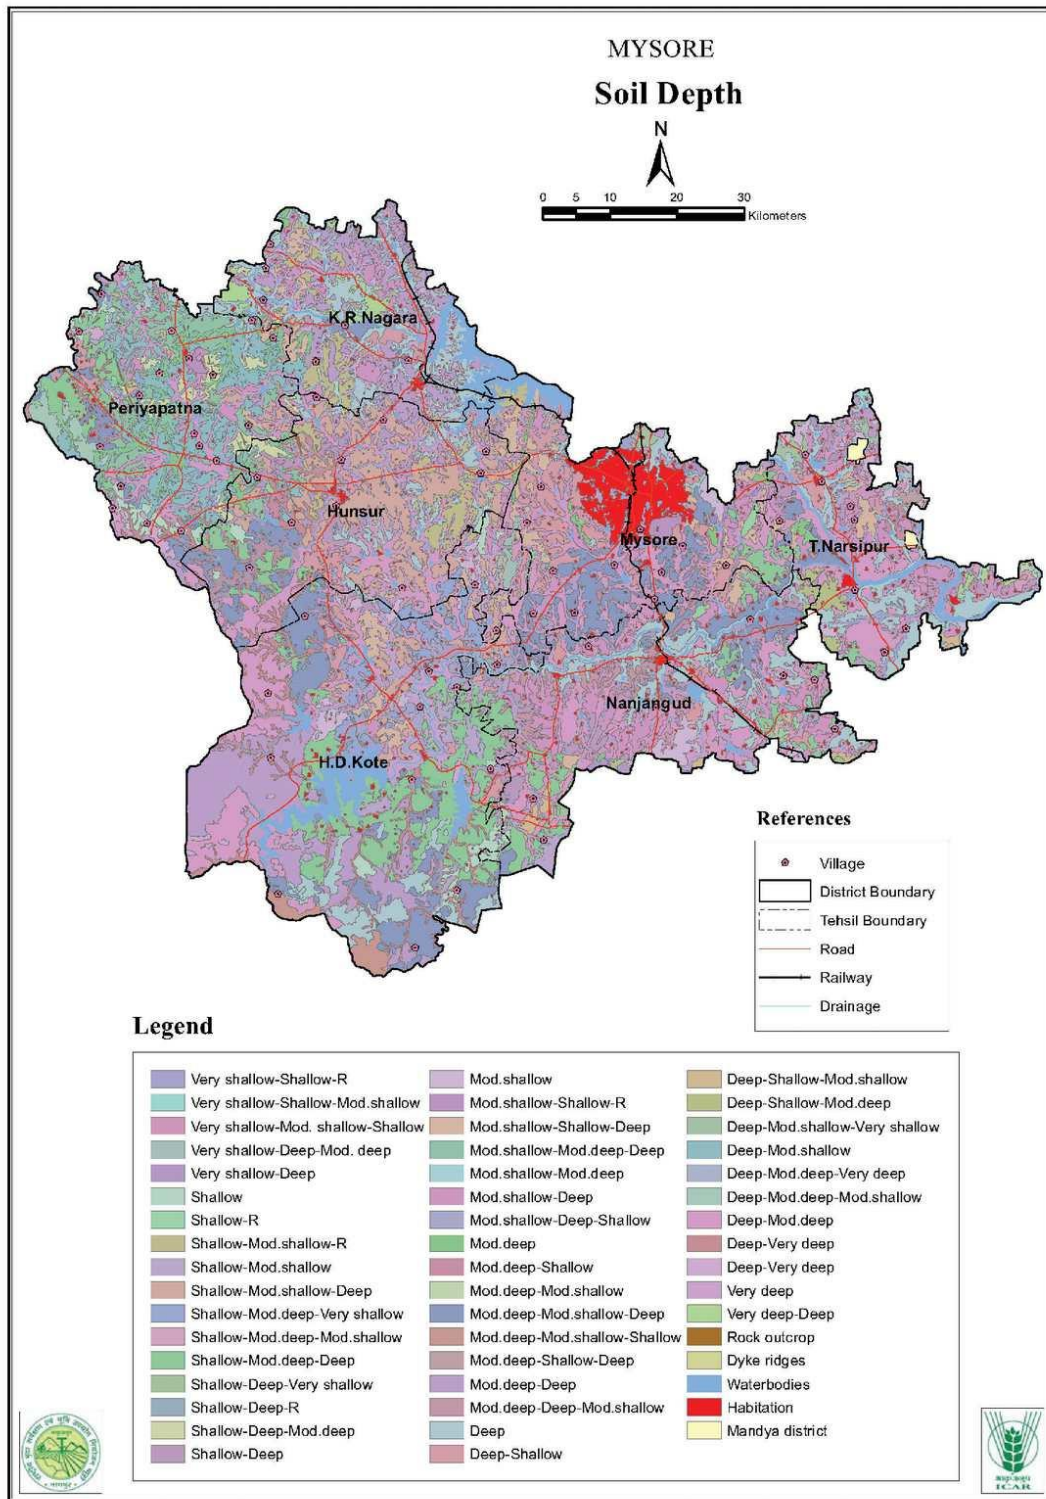 MYSORE
Soil Depth
N
0 5 10 20 30
Kilometers
K.R.Nagara
Periyapatna
Hunsur
Mysore
T.Narsipur
Nanjangud
H.D.Kote
References
Village
District Boundary
Tehsil Boundary
Road
Railway
Drainage
Legend
Very shallow-Shallow-R
Very shallow-Shallow-Mod.shallow
Very shallow-Mod. shallow-Shallow
Very shallow-Deep-Mod. deep
Very shallow-Deep
Shallow
Shallow-R
Shallow-Mod.shallow-R
Shallow-Mod.shallow
Shallow-Mod.shallow-Deep
Shallow-Mod.deep-Very shallow
Shallow-Mod.deep-Mod.shallow
Shallow-Mod.deep-Deep
Shallow-Deep-Very shallow
Shallow-Deep-R
Shallow-Deep-Mod.deep
Shallow-Deep
Mod.shallow
Mod.shallow-Shallow-R
Mod.shallow-Shallow-Deep
Mod.shallow-Mod.deep-Deep
Mod.shallow-Mod.deep
Mod.shallow-Deep
Mod.shallow-Deep-Shallow
Mod.deep
Mod.deep-Shallow
Mod.deep-Mod.shallow
Mod.deep-Mod.shallow-Deep
Mod.deep-Mod.shallow-Shallow
Mod.deep-Shallow-Deep
Mod.deep-Deep
Mod.deep-Deep-Mod.shallow
Deep
Deep-Shallow
Deep-Shallow-Mod.shallow
Deep-Shallow-Mod.deep
Deep-Mod.shallow-Very shallow
Deep-Mod.shallow
Deep-Mod.deep-Very deep
Deep-Mod.deep-Mod.shallow
Deep-Mod.deep
Deep-Very deep
Deep-Very deep
Very deep
Very deep-Deep
Rock outcrop
Dyke ridges
Waterbodies
Habitation
Mandya district
ICAR